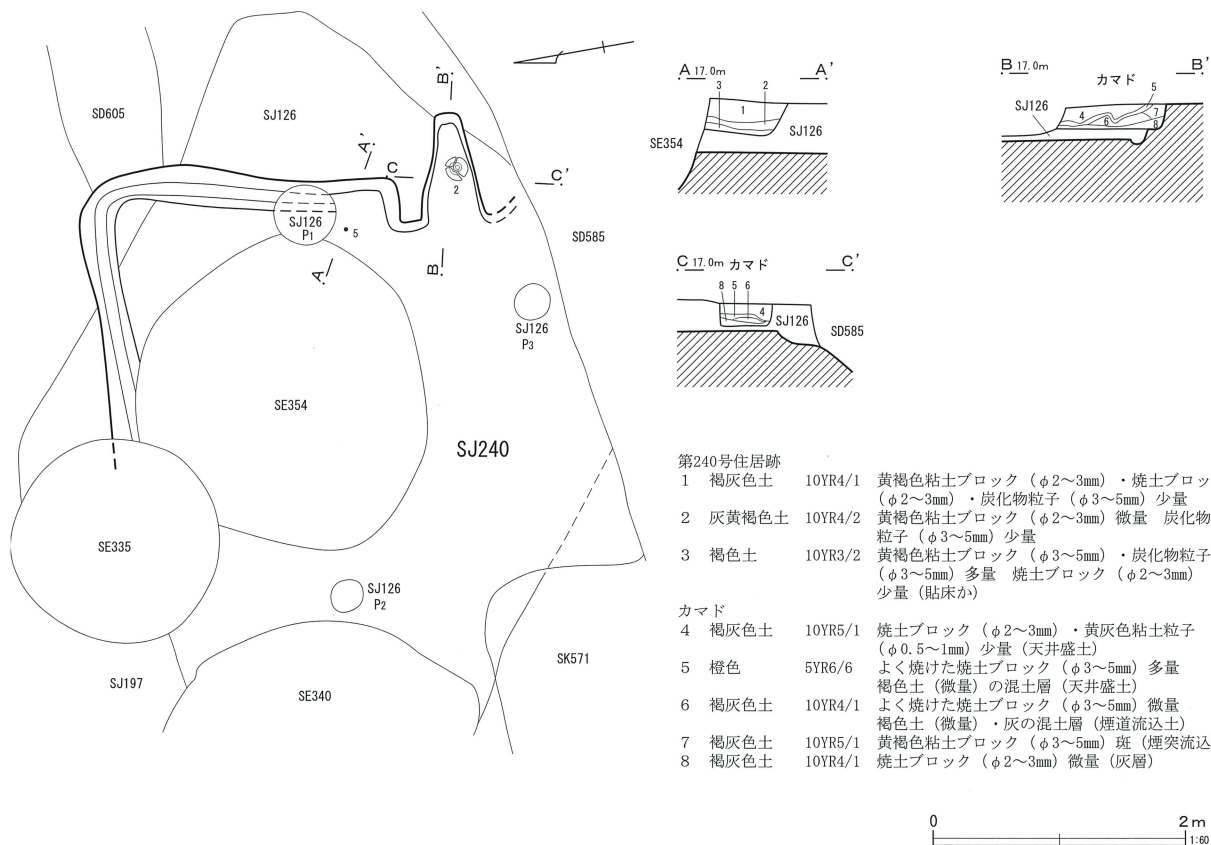 SD605
SJ126
B'
A'
C
C'
2
SJ126
P1
5
SD585
A
B
SJ126
P3
SE354
SJ240
SE335
SJ126
P2
SJ197
SE340
SK571
A 17.0m A'
3 2
1
SE354
SJ126
B 17.0m B'
カマド
SJ126
5
4 6 7 8
C 17.0m カマド C'
8 5 6
4
SJ126
SD585
第240号住居跡
1 褐灰色土 10YR4/1 黄褐色粘土ブロック(φ2～3㎜)・焼土ブロッ
(φ2～3㎜)・炭化物粒子(φ3～5㎜)少量
2 灰黄褐色土 10YR4/2 黄褐色粘土ブロック(φ2～3㎜)微量 炭化物
粒子(φ3～5㎜)少量
3 褐色土 10YR3/2 黄褐色粘土ブロック(φ3～5㎜)・炭化物粒子
(φ3～5㎜)多量 焼土ブロック(φ2～3㎜)
少量(貼床か)
カマド
4 褐灰色土 10YR5/1 焼土ブロック(φ2～3㎜)・黄灰色粘土粒子
(φ0.5～1㎜)少量(天井盛土)
5 橙色 5YR6/6 よく焼けた焼土ブロック(φ3～5㎜)多量
褐色土(微量)の混土層(天井盛土)
6 褐灰色土 10YR4/1 よく焼けた焼土ブロック(φ3～5㎜)微量
褐色土(微量)・灰の混土層(煙道流込土)
7 褐灰色土 10YR5/1 黄褐色粘土ブロック(φ3～5㎜)斑(煙突流込
8 褐灰色土 10YR4/1 焼土ブロック(φ2～3㎜)微量(灰層)
0 2m
1:60